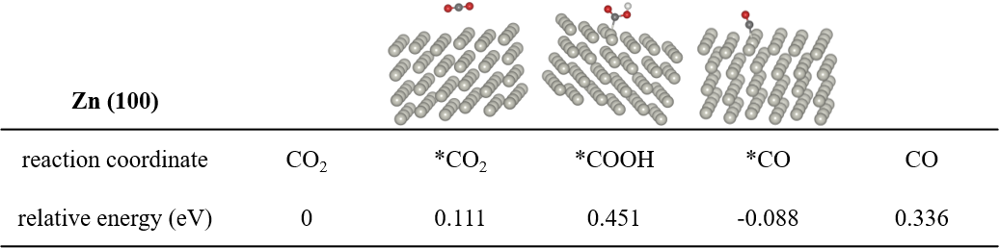 Zn (100)
reaction coordinate CO₂ *CO₂ *COOH *CO CO
relative energy (eV) 0 0.111 0.451 -0.088 0.336